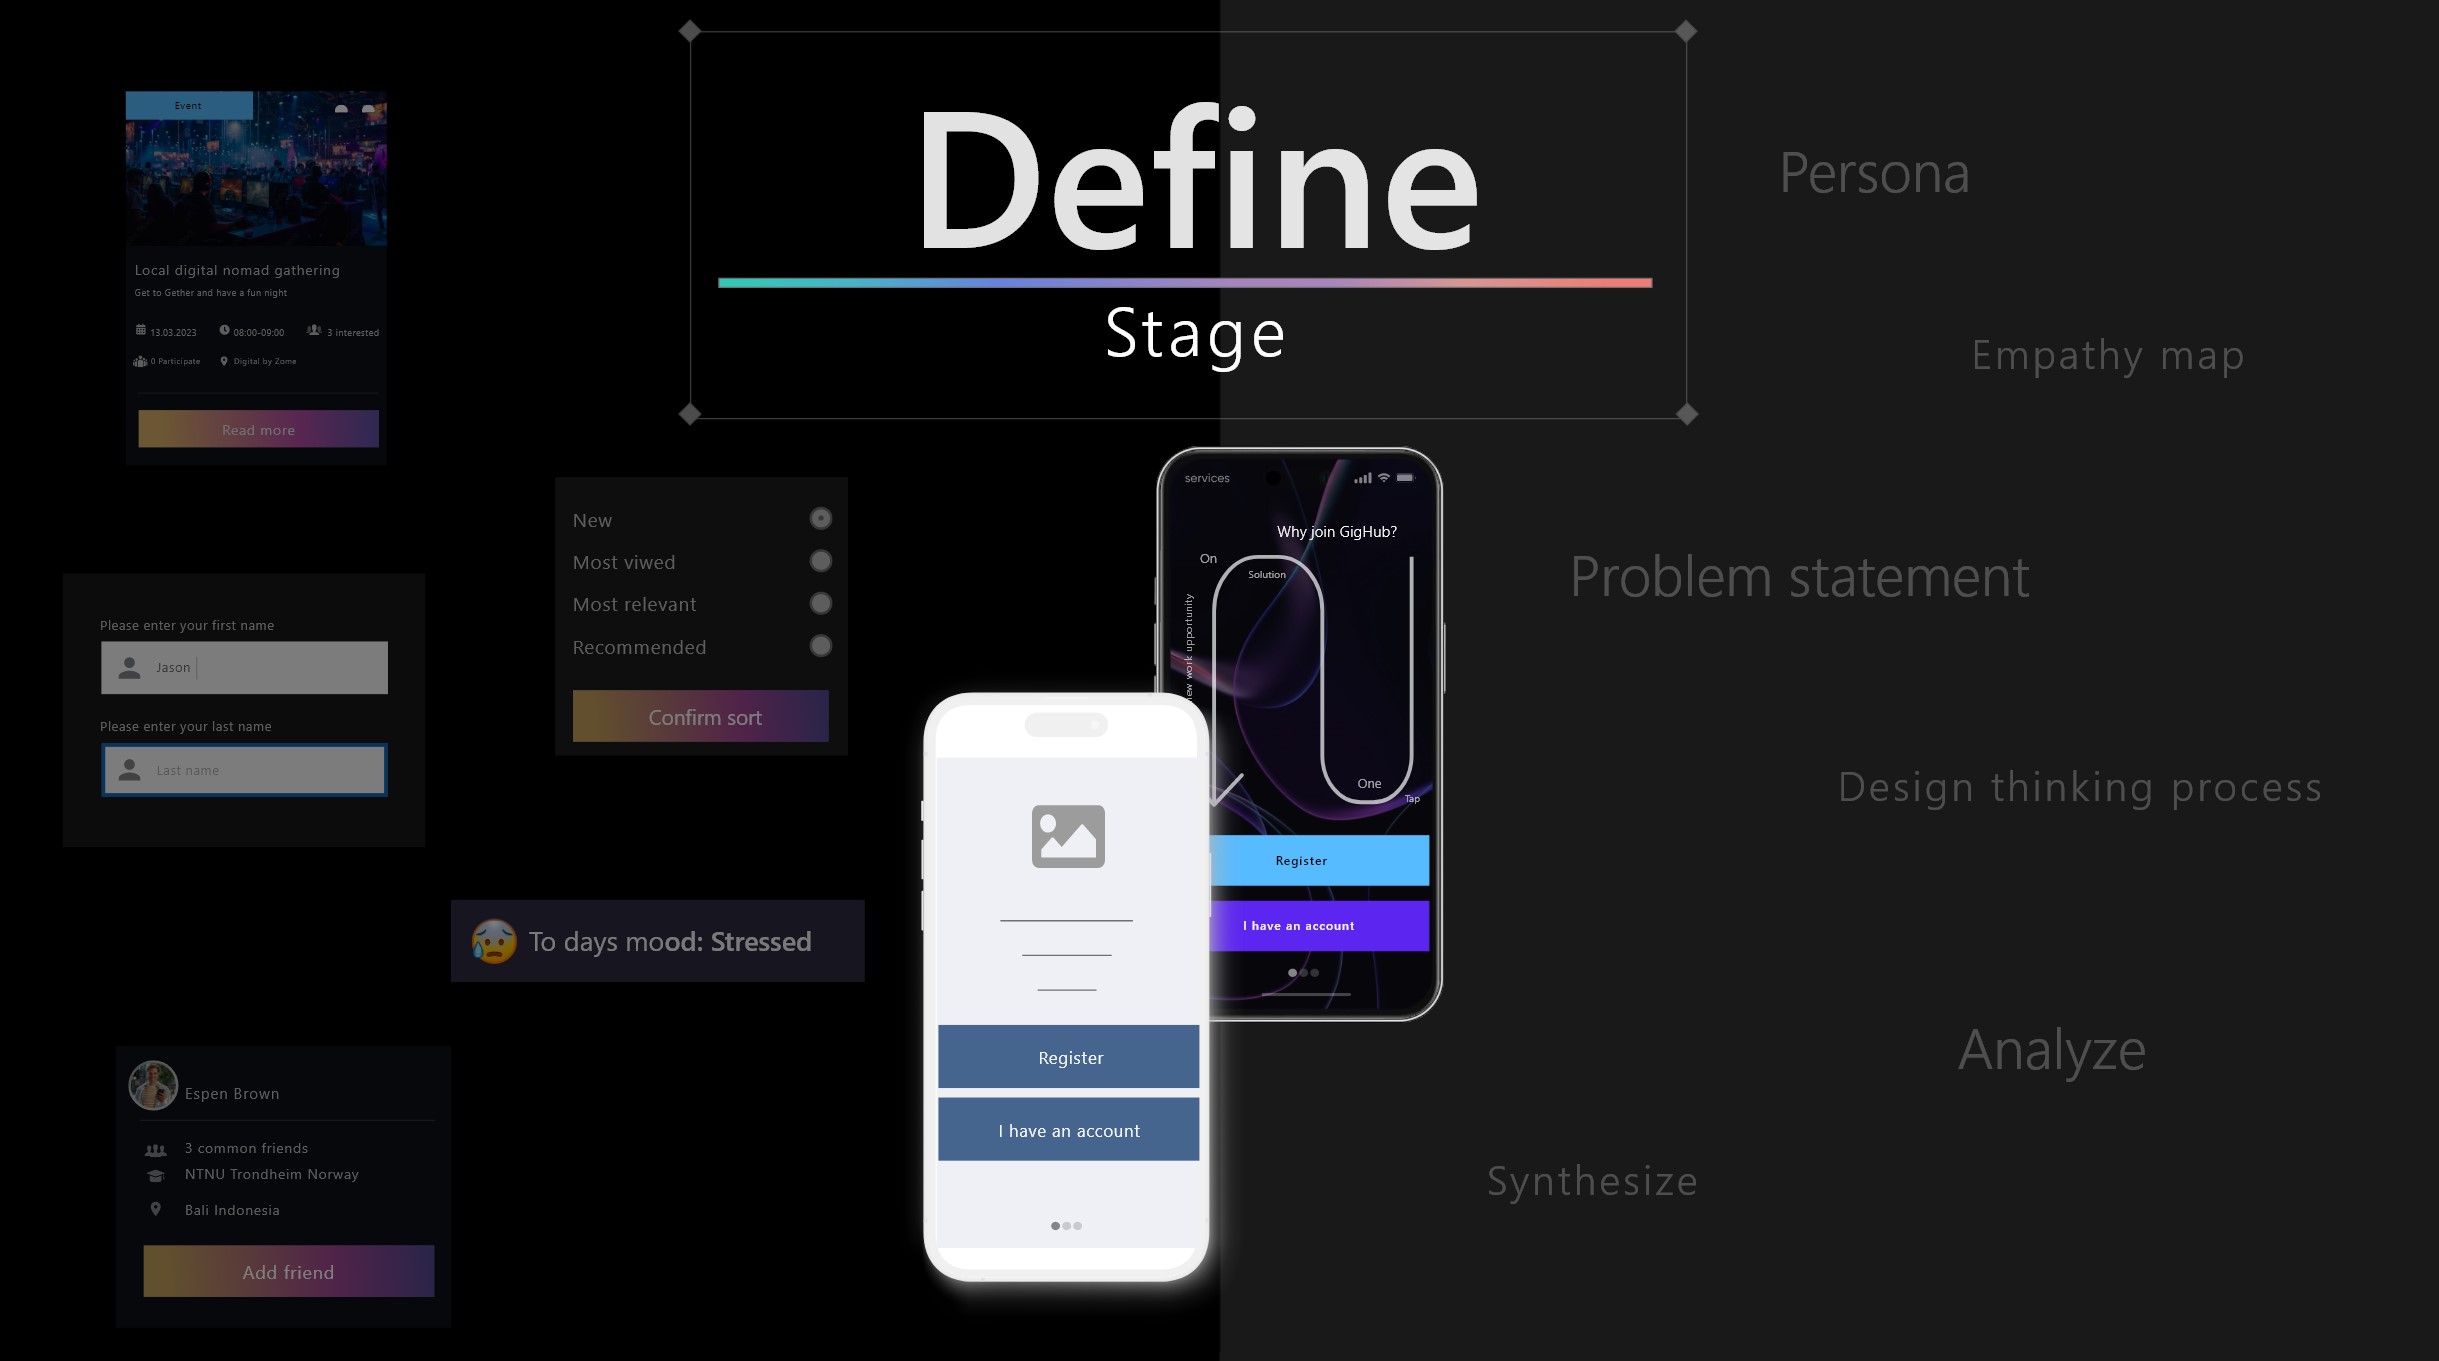 Define
Stage
Event
Local digital nomad gathering
Get to Gether and have a fun night
13.03.2023
08:00-09:00
3 interested
0 Participate
Digital by Zome
Read more
New
Most viwed
Most relevant
Recommended
Confirm sort
Please enter your first name
Jason
Please enter your last name
Last name
To days mood: Stressed
Espen Brown
3 common friends
NTNU Trondheim Norway
Bali Indonesia
Add friend
services
Why join GigHub?
On
Solution
work opportunity
One
Tap
Register
I have an account
Register
I have an account
Persona
Empathy map
Problem statement
Design thinking process
Analyze
Synthesize